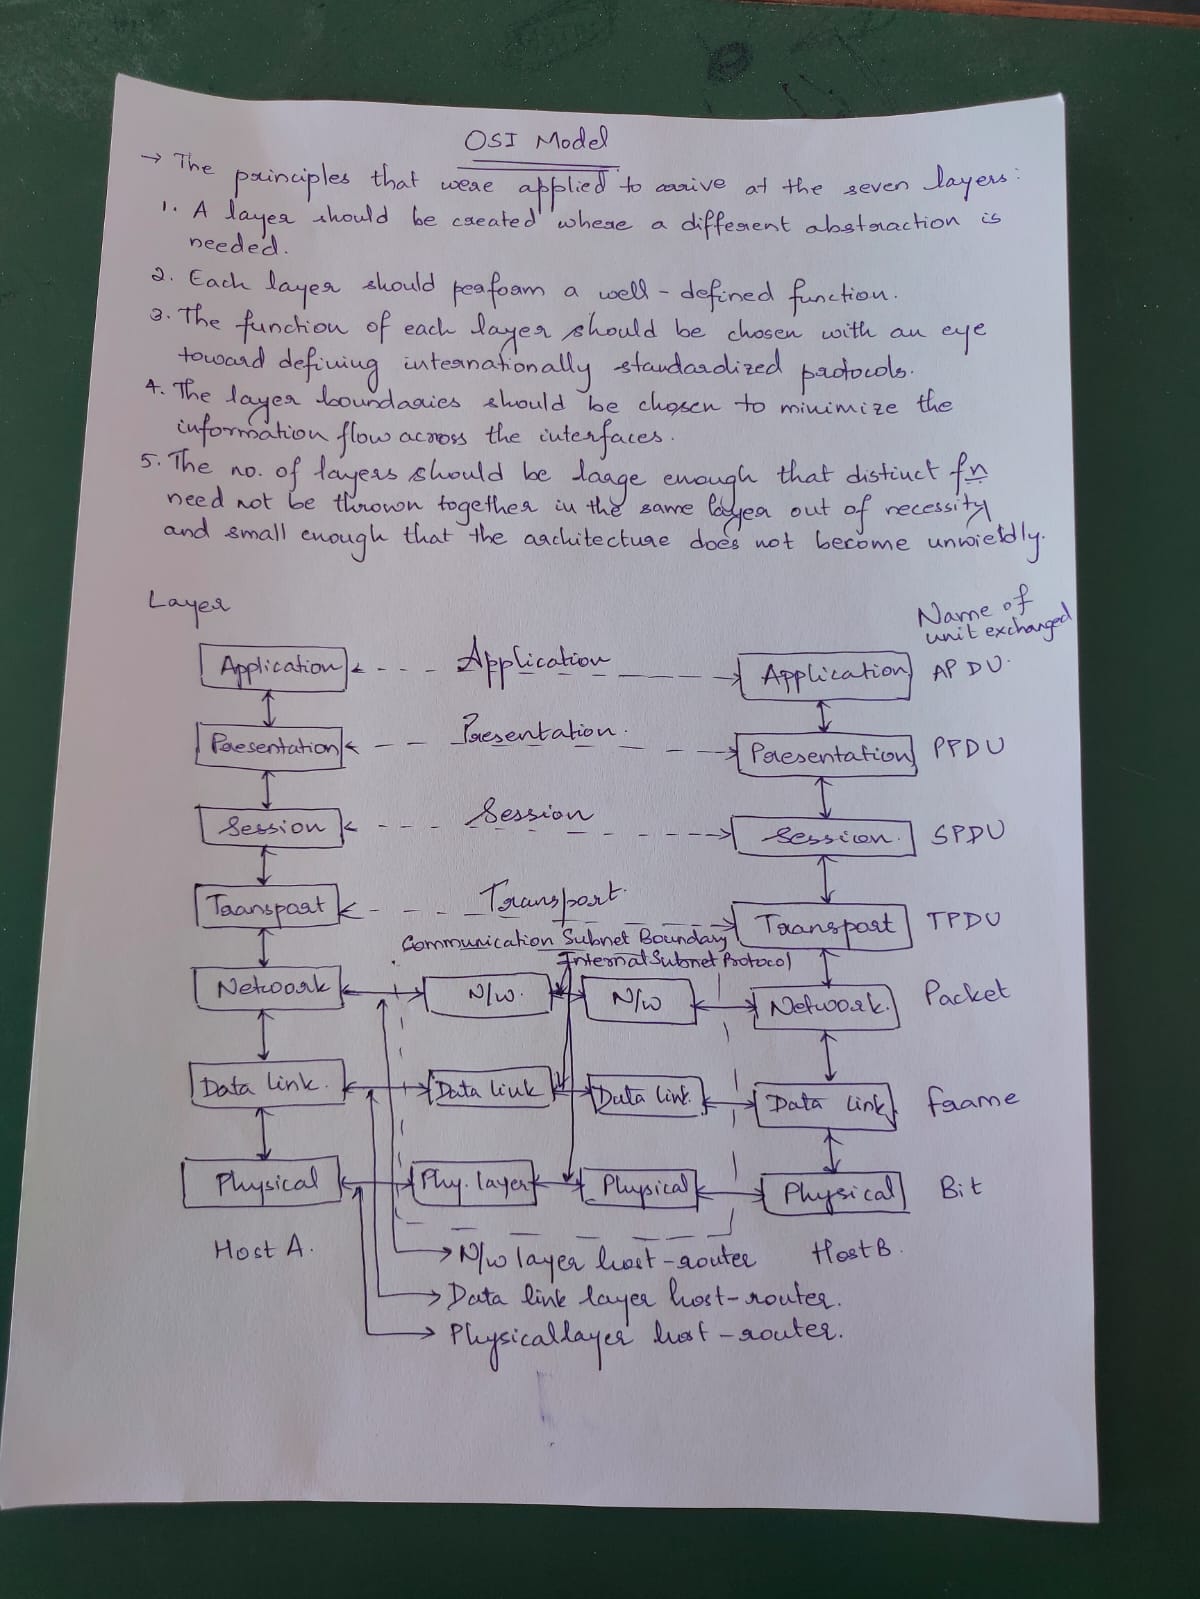 OSI Model
→ The principles that were applied to arrive at the seven layers:
1. A layer should be created where a different abstraction is
needed.
2. Each layer should perform a well-defined function.
3. The function of each layer should be chosen with an eye
toward defining internationally standardized protocols.
4. The layer boundaries should be chosen to minimize the
information flow across the interfaces.
5. The no. of layers should be large enough that distinct fn
need not be thrown together in the same layer out of necessity
and small enough that the architecture does not become unwieldly.
Layer
Name of
unit exchanged
Application Application Application APDU.
Presentation Presentation. Presentation PPDU
Session Session Session. SPDU
Transport Transport. Transport TPDU
Communication Subnet Boundary
Internal Subnet Protocol
Network N/w. N/w Network. Packet
Data link. Data link Data link. Data link frame
Physical Phy. layer Physical Physical Bit
Host A. Host B.
→ N/w layer host-router
→ Data link layer host-router.
→ Physical layer host-router.